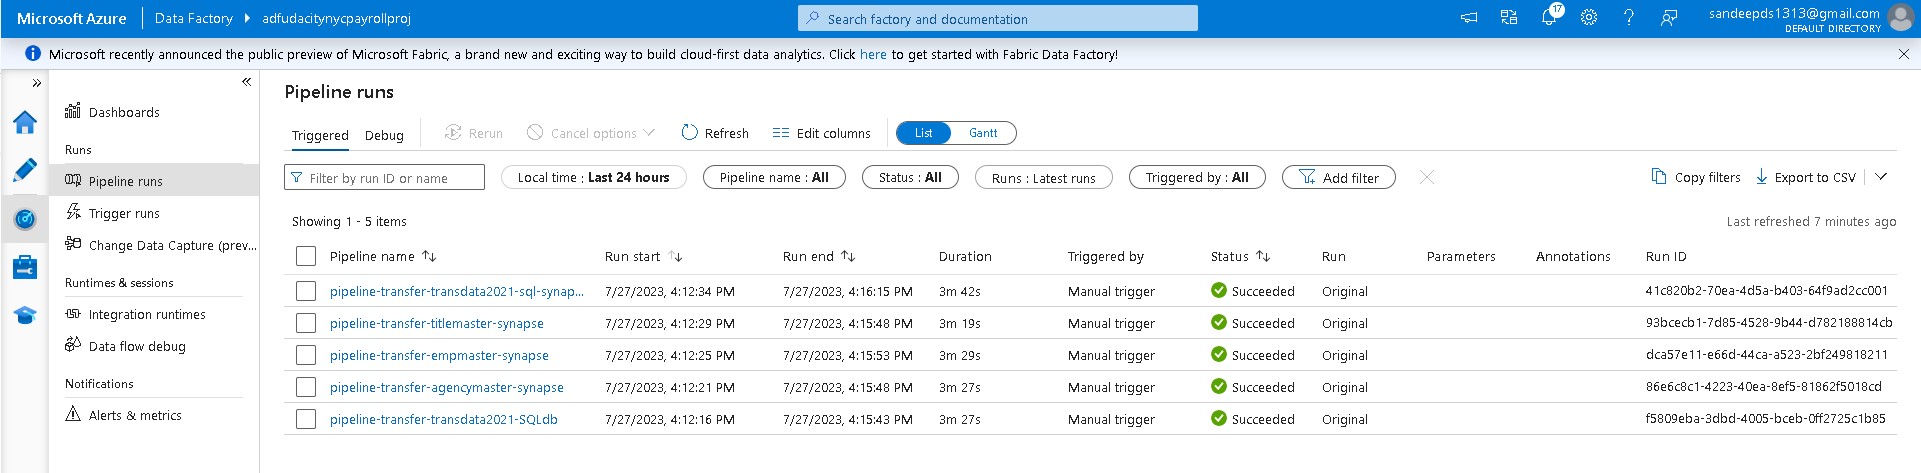 Microsoft Azure Data Factory adfudacitynycpayrollproj Search factory and documentation 17 sandeepds1313@gmail.com
DEFAULT DIRECTORY
Microsoft recently announced the public preview of Microsoft Fabric, a brand new and exciting way to build cloud-first data analytics. Click here to get started with Fabric Data Factory!
Dashboards
Runs
Pipeline runs
Trigger runs
Change Data Capture (prev...
Runtimes & sessions
Integration runtimes
Data flow debug
Notifications
Alerts & metrics
Pipeline runs
Triggered Debug Rerun Cancel options Refresh Edit columns List Gantt
Filter by run ID or name Local time : Last 24 hours Pipeline name : All Status : All Runs : Latest runs Triggered by : All Add filter Copy filters Export to CSV
Showing 1 - 5 items Last refreshed 7 minutes ago
Pipeline name Run start Run end Duration Triggered by Status Run Parameters Annotations Run ID
pipeline-transfer-transdata2021-sql-synap... 7/27/2023, 4:12:34 PM 7/27/2023, 4:16:15 PM 3m 42s Manual trigger Succeeded Original 41c820b2-70ea-4d5a-b403-64f9ad2cc001
pipeline-transfer-titlemaster-synapse 7/27/2023, 4:12:29 PM 7/27/2023, 4:15:48 PM 3m 19s Manual trigger Succeeded Original 93bcecb1-7d85-4528-9b44-d782188814cb
pipeline-transfer-empmaster-synapse 7/27/2023, 4:12:25 PM 7/27/2023, 4:15:53 PM 3m 29s Manual trigger Succeeded Original dca57e11-e66d-44ca-a523-2bf249818211
pipeline-transfer-agencymaster-synapse 7/27/2023, 4:12:21 PM 7/27/2023, 4:15:48 PM 3m 27s Manual trigger Succeeded Original 86e6c8c1-4223-40ea-8ef5-81862f5018cd
pipeline-transfer-transdata2021-SQLdb 7/27/2023, 4:12:16 PM 7/27/2023, 4:15:43 PM 3m 27s Manual trigger Succeeded Original f5809eba-3dbd-4005-bceb-0ff2725c1b85